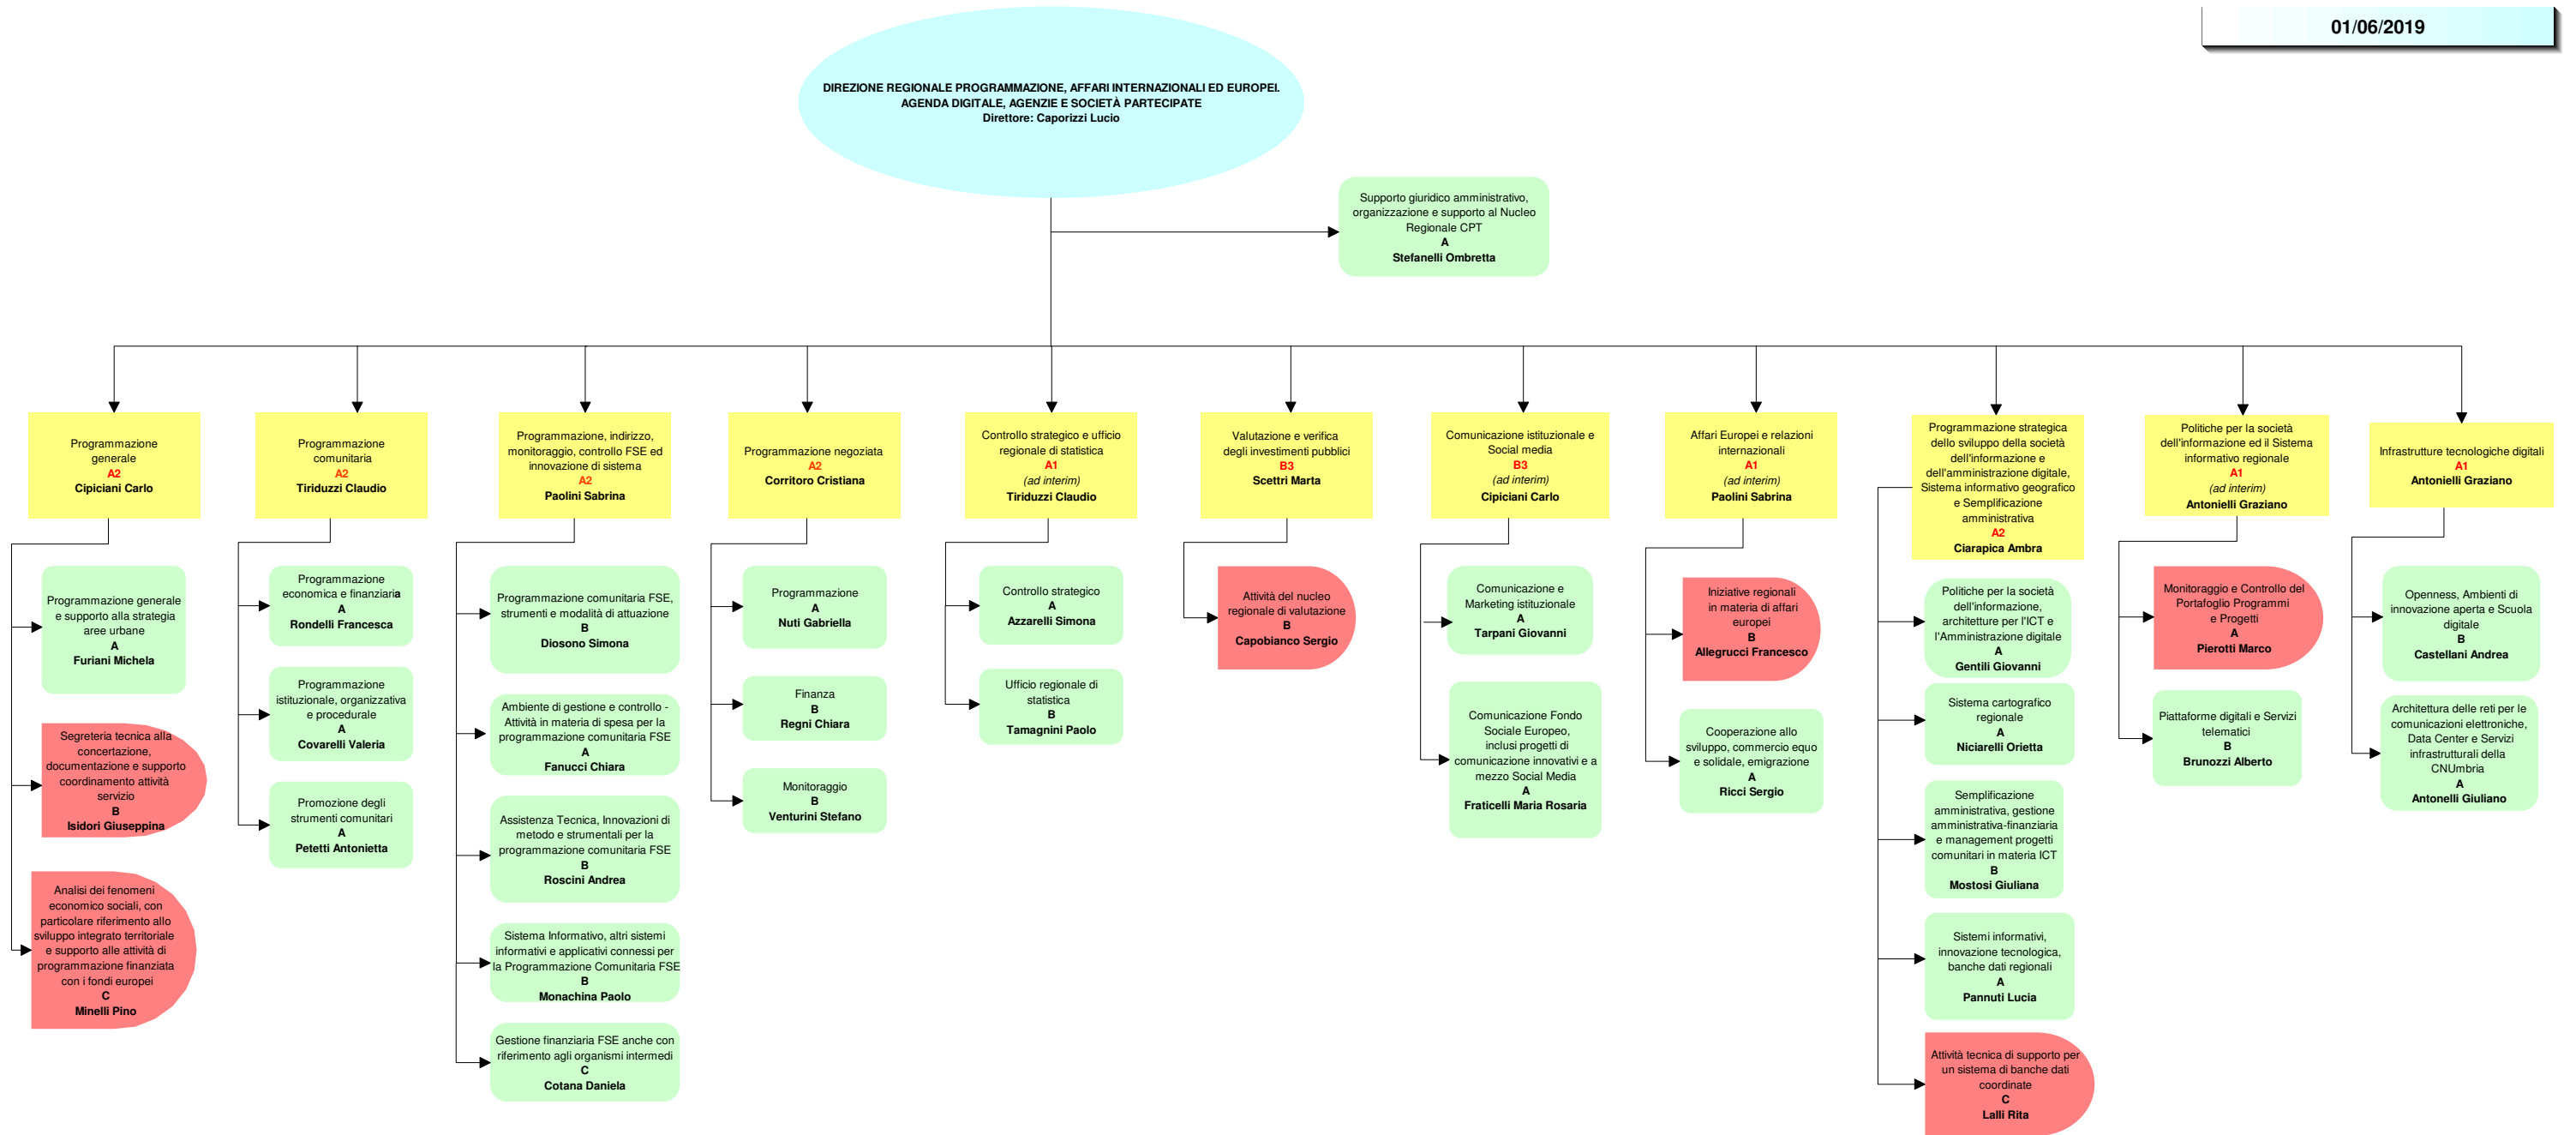 01/06/2019
DIREZIONE REGIONALE PROGRAMMAZIONE, AFFARI INTERNAZIONALI ED EUROPEI.
AGENDA DIGITALE, AGENZIE E SOCIETÀ PARTECIPATE
Direttore: Caporizzi Lucio
Supporto giuridico amministrativo,
organizzazione e supporto al Nucleo
Regionale CPT
A
Stefanelli Ombretta
Programmazione
generale
A2
Cipiciani Carlo
Programmazione
comunitaria
A2
Tiriduzzi Claudio
Programmazione, indirizzo,
monitoraggio, controllo FSE ed
innovazione di sistema
A2
Paolini Sabrina
Programmazione negoziata
A2
Corritoro Cristiana
Controllo strategico e ufficio
regionale di statistica
A1
(ad interim)
Tiriduzzi Claudio
Valutazione e verifica
degli investimenti pubblici
B3
Scettri Marta
Comunicazione istituzionale e
Social media
B3
(ad interim)
Cipiciani Carlo
Affari Europei e relazioni
internazionali
A1
(ad interim)
Paolini Sabrina
Programmazione strategica
dello sviluppo della società
dell'informazione e
dell'amministrazione digitale,
Sistema informativo geografico
e Semplificazione
amministrativa
A2
Ciarapica Ambra
Politiche per la società
dell'informazione ed il Sistema
informativo regionale
A1
(ad interim)
Antonielli Graziano
Infrastrutture tecnologiche digitali
A1
Antonielli Graziano
Programmazione generale
e supporto alla strategia
aree urbane
A
Furiani Michela
Segreteria tecnica alla
concertazione,
documentazione e supporto
coordinamento attività
servizio
B
Isidori Giuseppina
Analisi dei fenomeni
economico sociali, con
particolare riferimento allo
sviluppo integrato territoriale
e supporto alle attività di
programmazione finanziata
con i fondi europei
C
Minelli Pino
Programmazione
economica e finanziaria
A
Rondelli Francesca
Programmazione
istituzionale, organizzativa
e procedurale
A
Covarelli Valeria
Promozione degli
strumenti comunitari
A
Petetti Antonietta
Programmazione comunitaria FSE,
strumenti e modalità di attuazione
B
Diosono Simona
Ambiente di gestione e controllo -
Attività in materia di spesa per la
programmazione comunitaria FSE
A
Fanucci Chiara
Assistenza Tecnica, Innovazioni di
metodo e strumentali per la
programmazione comunitaria FSE
B
Roscini Andrea
Sistema Informativo, altri sistemi
informativi e applicativi connessi per
la Programmazione Comunitaria FSE
B
Monachina Paolo
Gestione finanziaria FSE anche con
riferimento agli organismi intermedi
C
Cotana Daniela
Programmazione
A
Nuti Gabriella
Finanza
B
Regni Chiara
Monitoraggio
B
Venturini Stefano
Controllo strategico
A
Azzarelli Simona
Ufficio regionale di
statistica
B
Tamagnini Paolo
Attività del nucleo
regionale di valutazione
B
Capobianco Sergio
Comunicazione e
Marketing istituzionale
A
Tarpani Giovanni
Comunicazione Fondo
Sociale Europeo,
inclusi progetti di
comunicazione innovativi e a
mezzo Social Media
A
Fraticelli Maria Rosaria
Iniziative regionali
in materia di affari
europei
B
Allegrucci Francesco
Cooperazione allo
sviluppo, commercio equo
e solidale, emigrazione
A
Ricci Sergio
Politiche per la società
dell'informazione,
architetture per l'ICT e
l'Amministrazione digitale
A
Gentili Giovanni
Sistema cartografico
regionale
A
Niciarelli Orietta
Semplificazione
amministrativa, gestione
amministrativa-finanziaria
e management progetti
comunitari in materia ICT
B
Mostosi Giuliana
Sistemi informativi,
innovazione tecnologica,
banche dati regionali
A
Pannuti Lucia
Attività tecnica di supporto per
un sistema di banche dati
coordinate
C
Lalli Rita
Monitoraggio e Controllo del
Portafoglio Programmi
e Progetti
A
Pierotti Marco
Piattaforme digitali e Servizi
telematici
B
Brunozzi Alberto
Openness, Ambienti di
innovazione aperta e Scuola
digitale
B
Castellani Andrea
Architettura delle reti per le
comunicazioni elettroniche,
Data Center e Servizi
infrastrutturali della
CNUmbria
A
Antonelli Giuliano